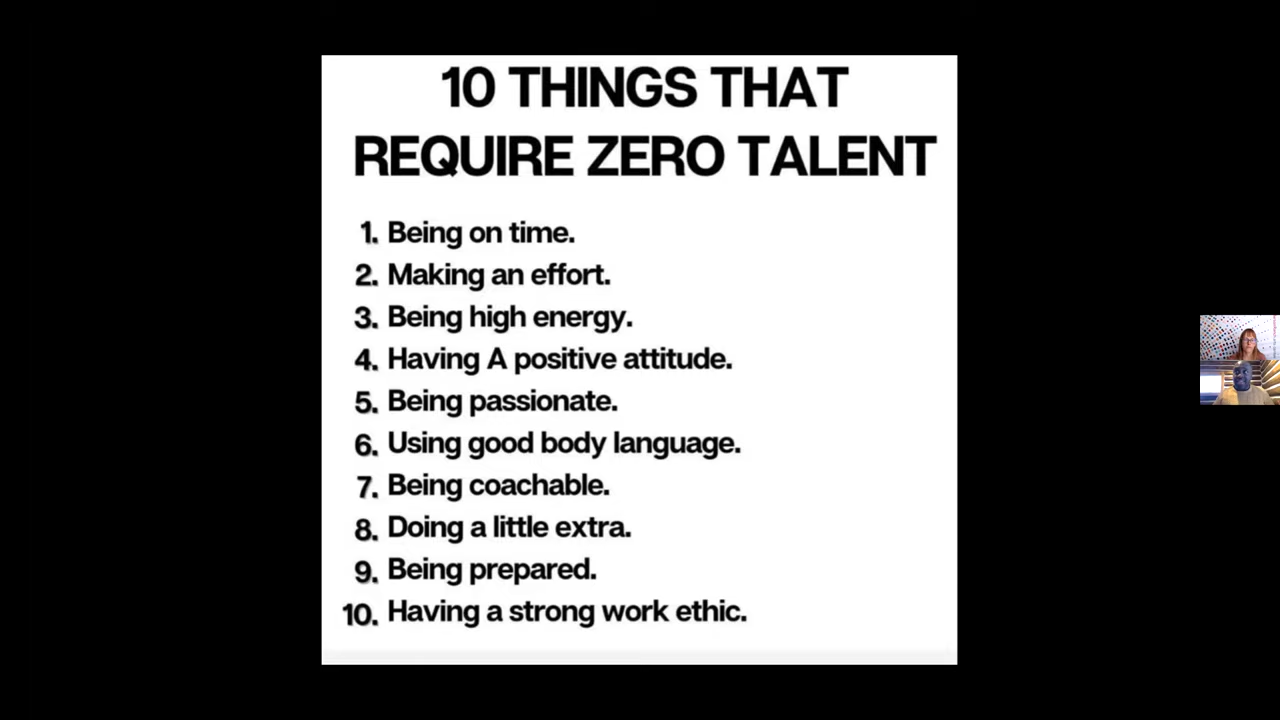 10 THINGS THAT
REQUIRE ZERO TALENT
1. Being on time.
2. Making an effort.
3. Being high energy.
4. Having A positive attitude.
5. Being passionate.
6. Using good body language.
7. Being coachable.
8. Doing a little extra.
9. Being prepared.
10. Having a strong work ethic.